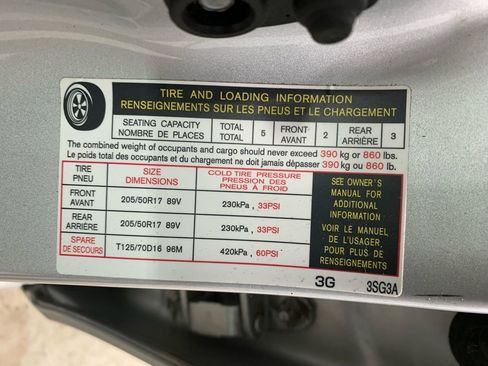 TIRE AND LOADING INFORMATION
RENSEIGNEMENTS SUR LES PNEUS ET LE CHARGEMENT
SEATING CAPACITY TOTAL 5 FRONT 2 REAR 3
NOMBRE DE PLACES TOTAL AVANT ARRIÈRE
The combined weight of occupants and cargo should never exceed 390 kg or 860 lbs.
Le poids total des occupants et du chargement ne doit jamais dépasser 390 kg ou 860 lb.
TIRE SIZE COLD TIRE PRESSURE
PNEU DIMENSIONS PRESSION DES PNEUS À FROID
FRONT AVANT 205/50R17 89V 230kPa, 33PSI
REAR ARRIÈRE 205/50R17 89V 230kPa, 33PSI
SPARE DE SECOURS T125/70D16 96M 420kPa, 60PSI
SEE OWNER'S
MANUAL FOR
ADDITIONAL
INFORMATION
VOIR LE MANUEL
DE L'USAGER
POUR PLUS DE
RENSEIGNEMENTS
3G 3SG3A